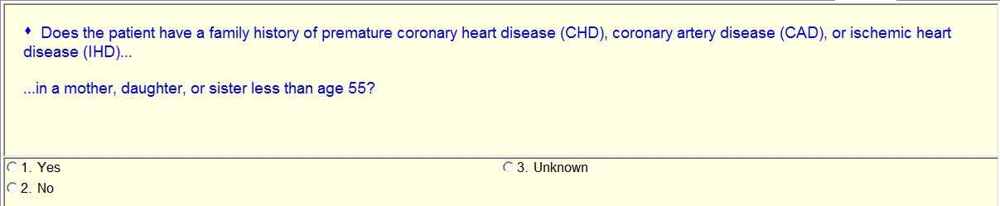 ♦ Does the patient have a family history of premature coronary heart disease (CHD), coronary artery disease (CAD), or ischemic heart
disease (IHD)...
...in a mother, daughter, or sister less than age 55?
1. Yes
2. No
3. Unknown